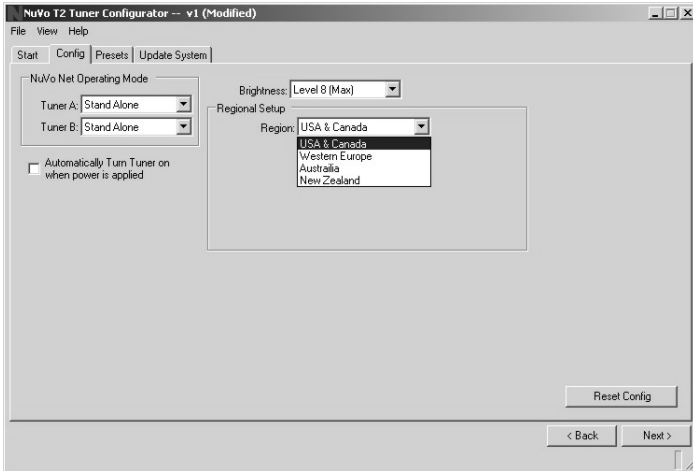 NuVo T2 Tuner Configurator -- v1 (Modified)
File View Help
Start Config Presets Update System
NuVo Net Operating Mode
Tuner A: Stand Alone
Tuner B: Stand Alone
Automatically Turn Tuner on
when power is applied
Brightness: Level 8 (Max)
Regional Setup
Region: USA & Canada
USA & Canada
Western Europe
Austrailia
New Zealand
Reset Config
< Back Next >